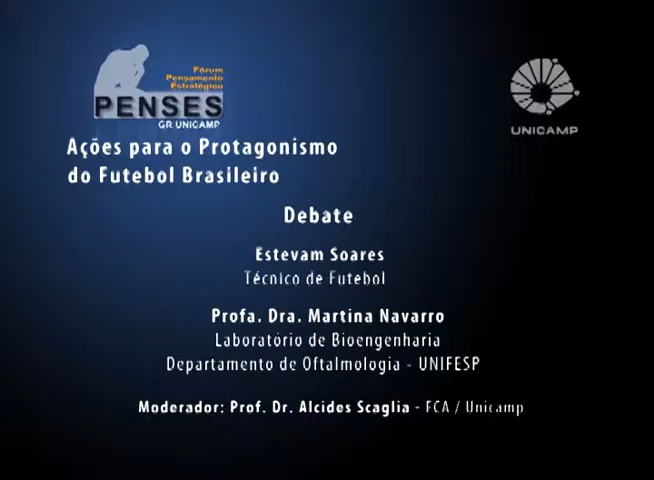 Fórum
Pensamento
Estratégico
PENSES
GR UNICAMP
UNICAMP
Ações para o Protagonismo
do Futebol Brasileiro
Debate
Estevam Soares
Técnico de Futebol
Profa. Dra. Martina Navarro
Laboratório de Bioengenharia
Departamento de Oftalmologia - UNIFESP
Moderador: Prof. Dr. Alcides Scaglia - FCA / Unicamp